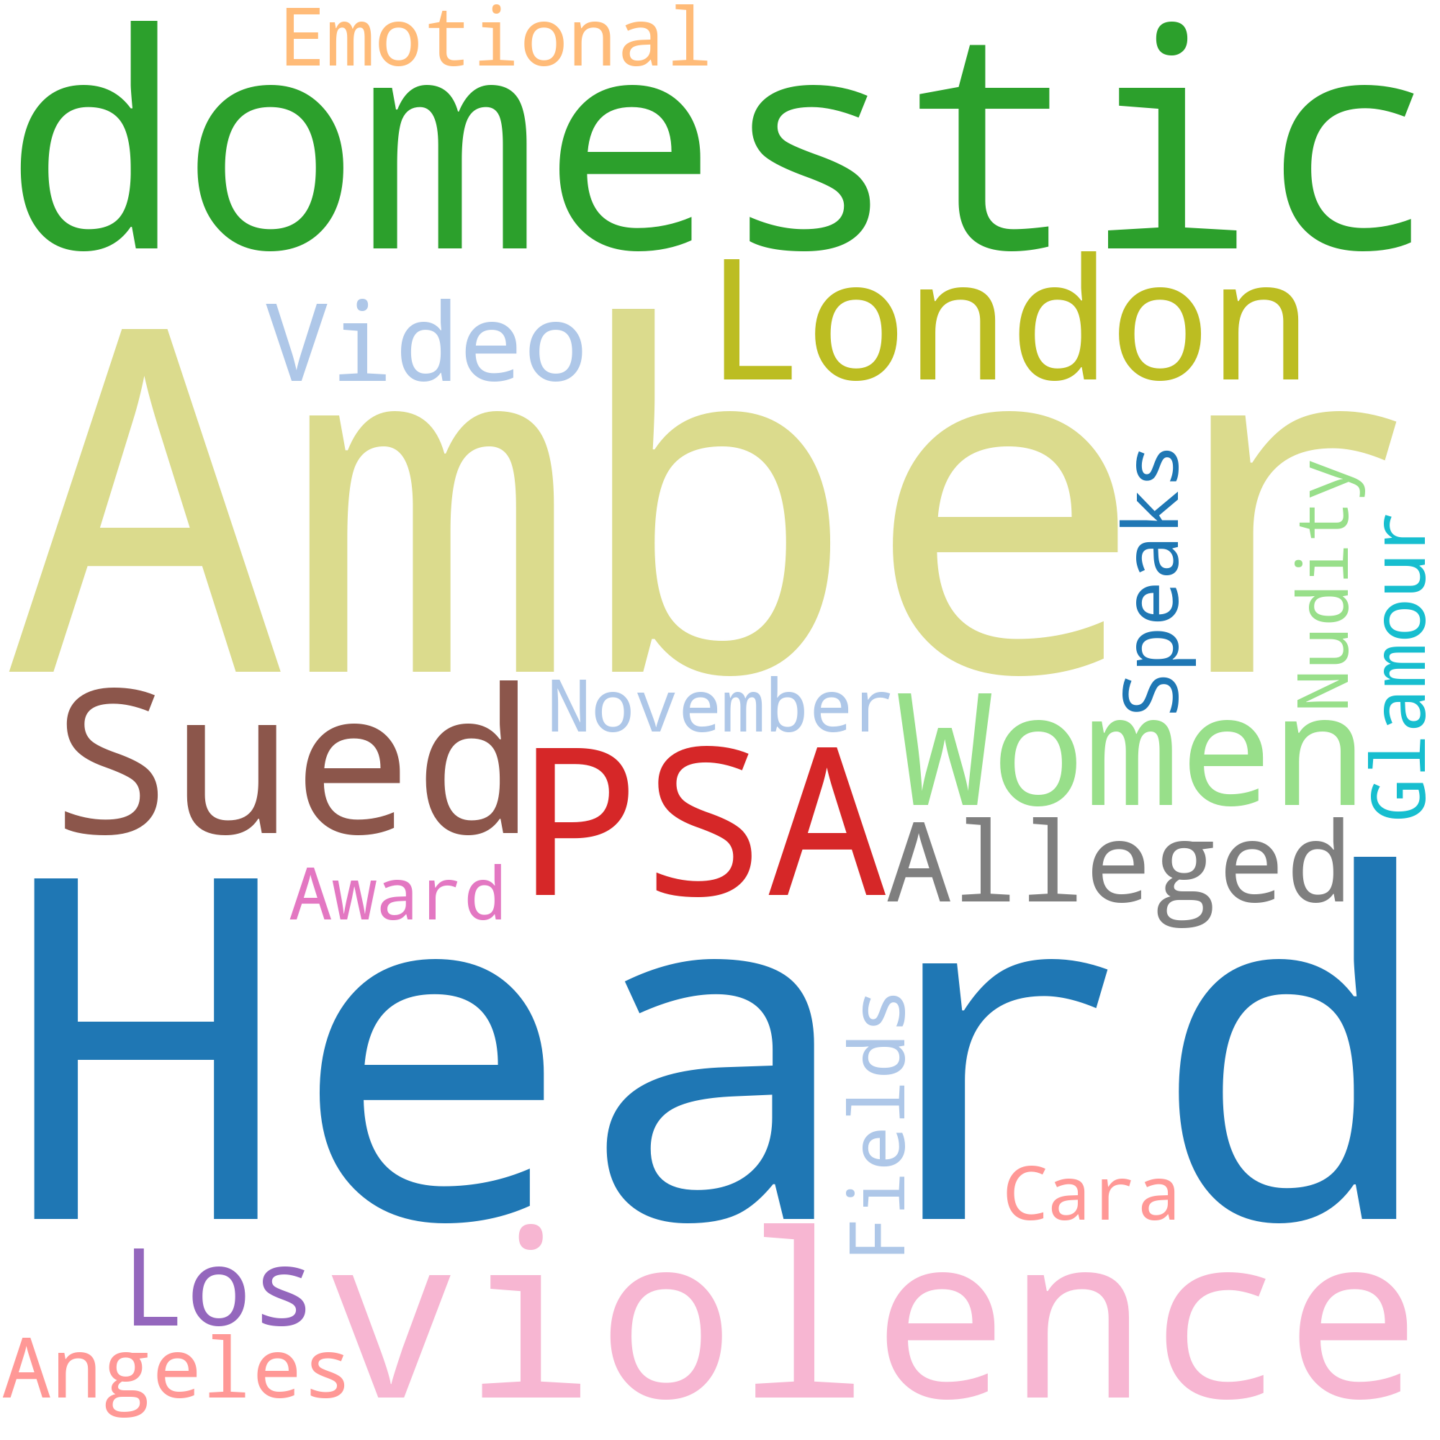 Emotional
domestic
London
Video
Amber
Speaks
Nudity
Glamour
Sued
November
Women
PSA
Alleged
Award
Heard
Fields
Cara
violence
Los
Angeles